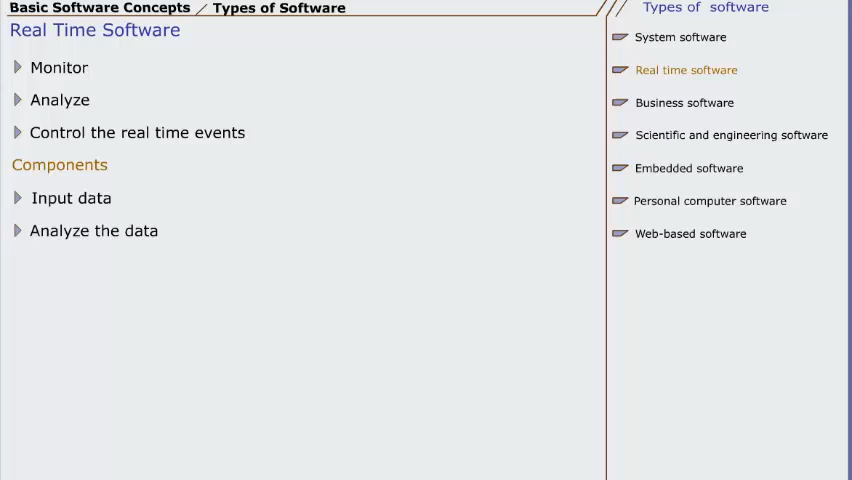 Basic Software Concepts / Types of Software
Real Time Software
Monitor
Analyze
Control the real time events
Components
Input data
Analyze the data
Types of software
System software
Real time software
Business software
Scientific and engineering software
Embedded software
Personal computer software
Web-based software